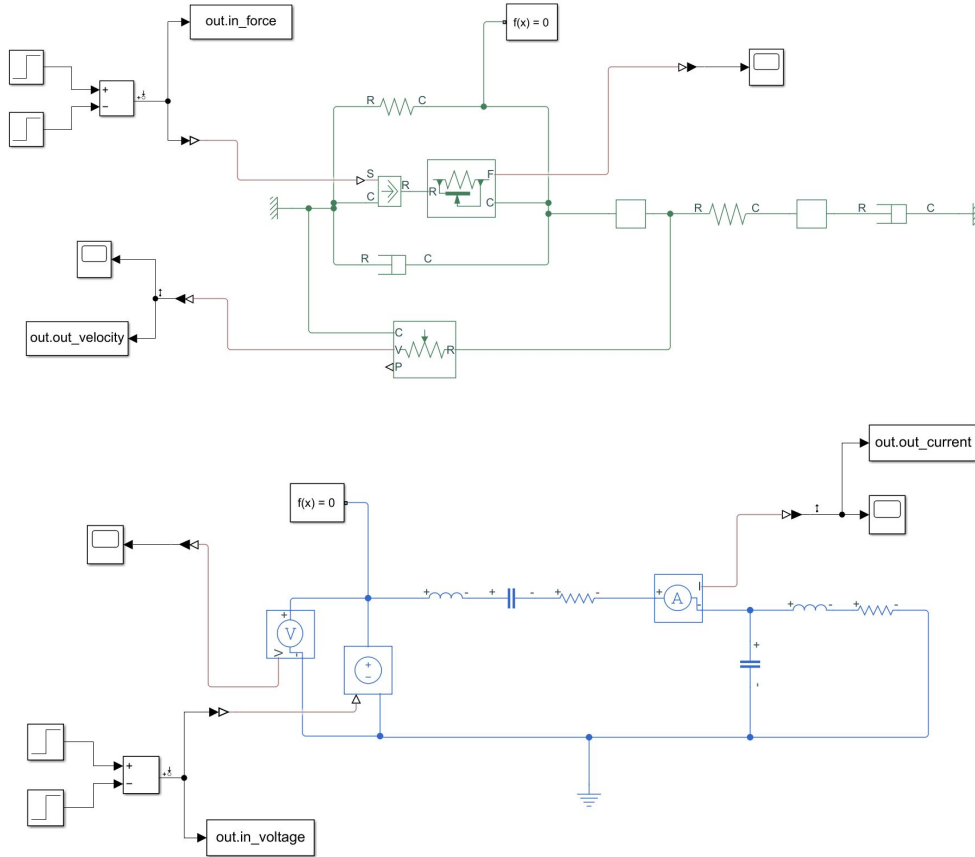 out.in_force
f(x) = 0
+
−
R
C
S
C
R
R
F
C
R
C
R
C
R
C
out.out_velocity
C
V
R
P
out.out_current
f(x) = 0
+
-
+
-
+
-
+
A
I
-
+
-
+
-
+
V
V
-
+
-
+
-
+
−
out.in_voltage